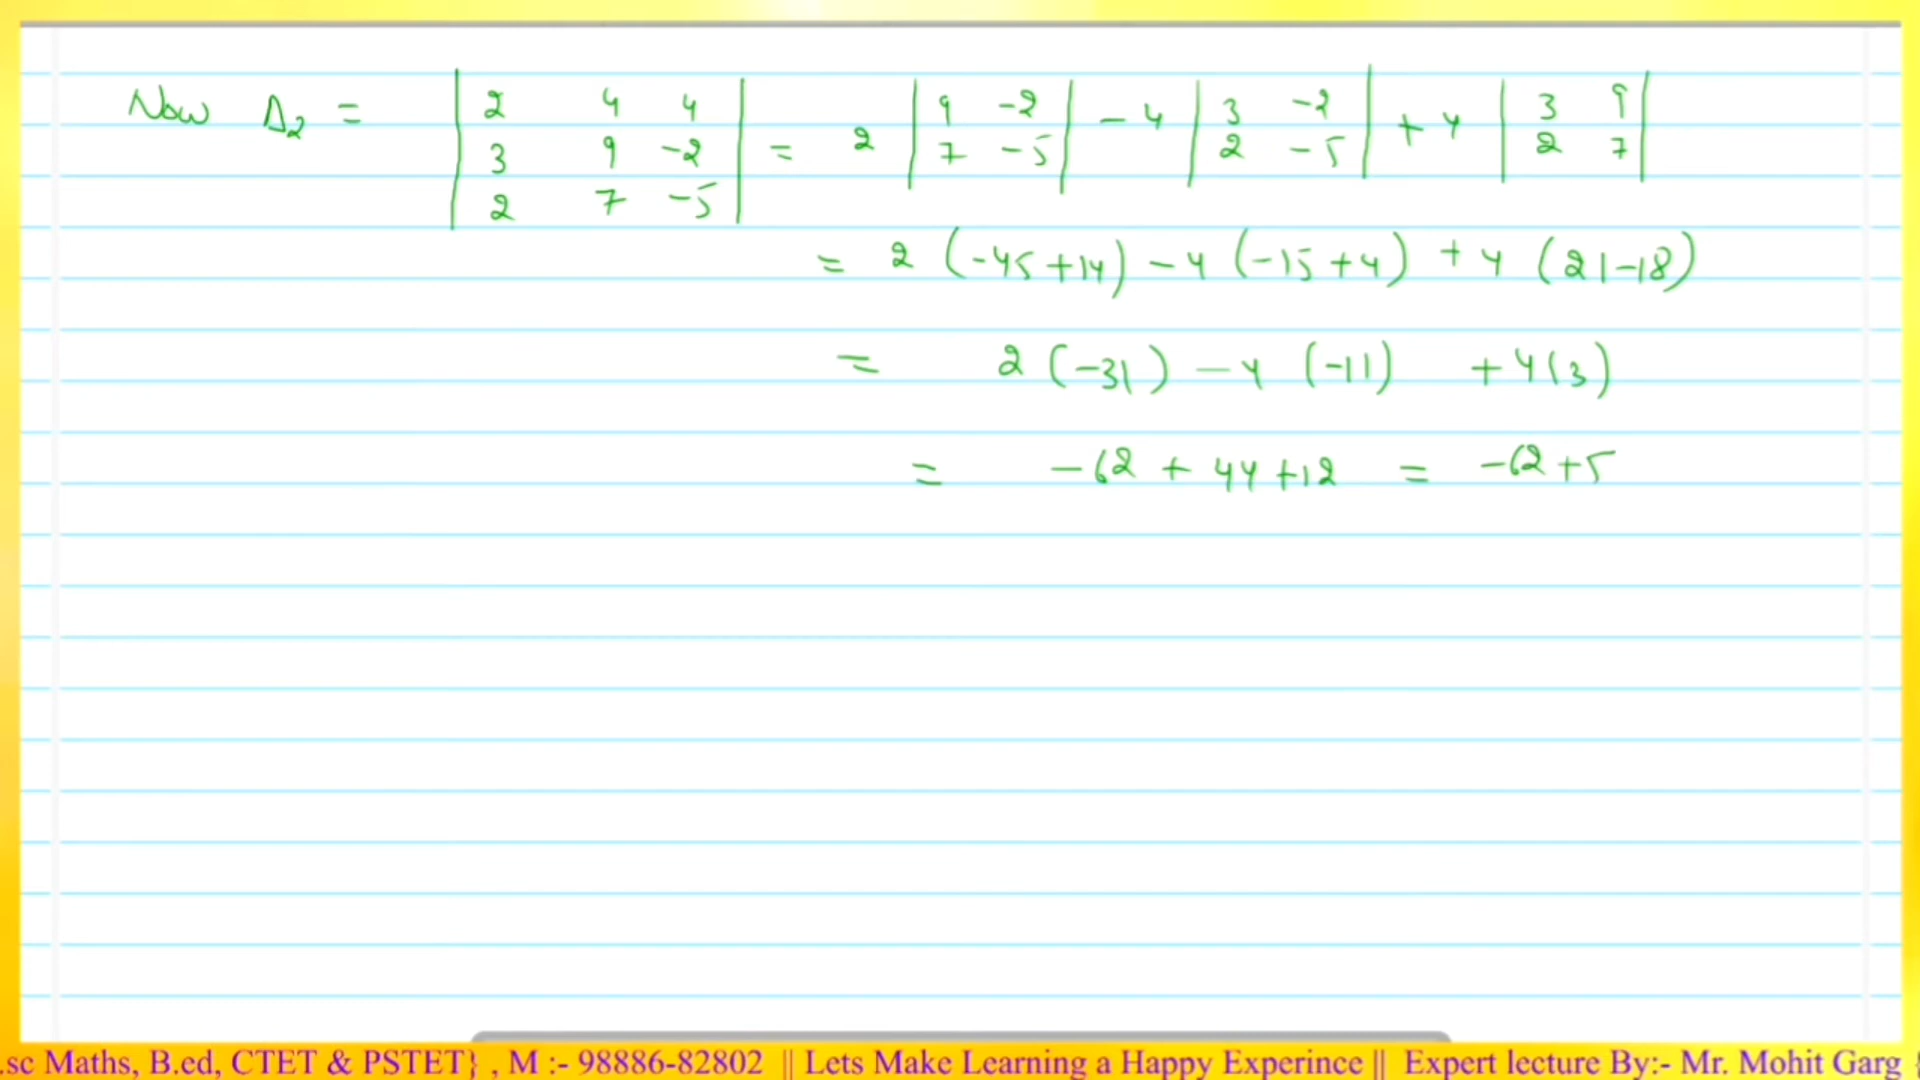 Now Δ₂ = | 2 4 4 | = 2 | 9 -2 | - 4 | 3 -2 | + 4 | 3 9 |
| 3 9 -2 | | 7 -5 | | 2 -5 | | 2 7 |
| 2 7 -5 |
= 2 (-45+14) - 4 (-15+4) + 4 (21-18)
= 2 (-31) - 4 (-11) + 4(3)
= -62 + 44 +12 = -62+5
.sc Maths, B.ed, CTET & PSTET} , M :- 98886-82802 || Lets Make Learning a Happy Experince || Expert lecture By:- Mr. Mohit Garg {